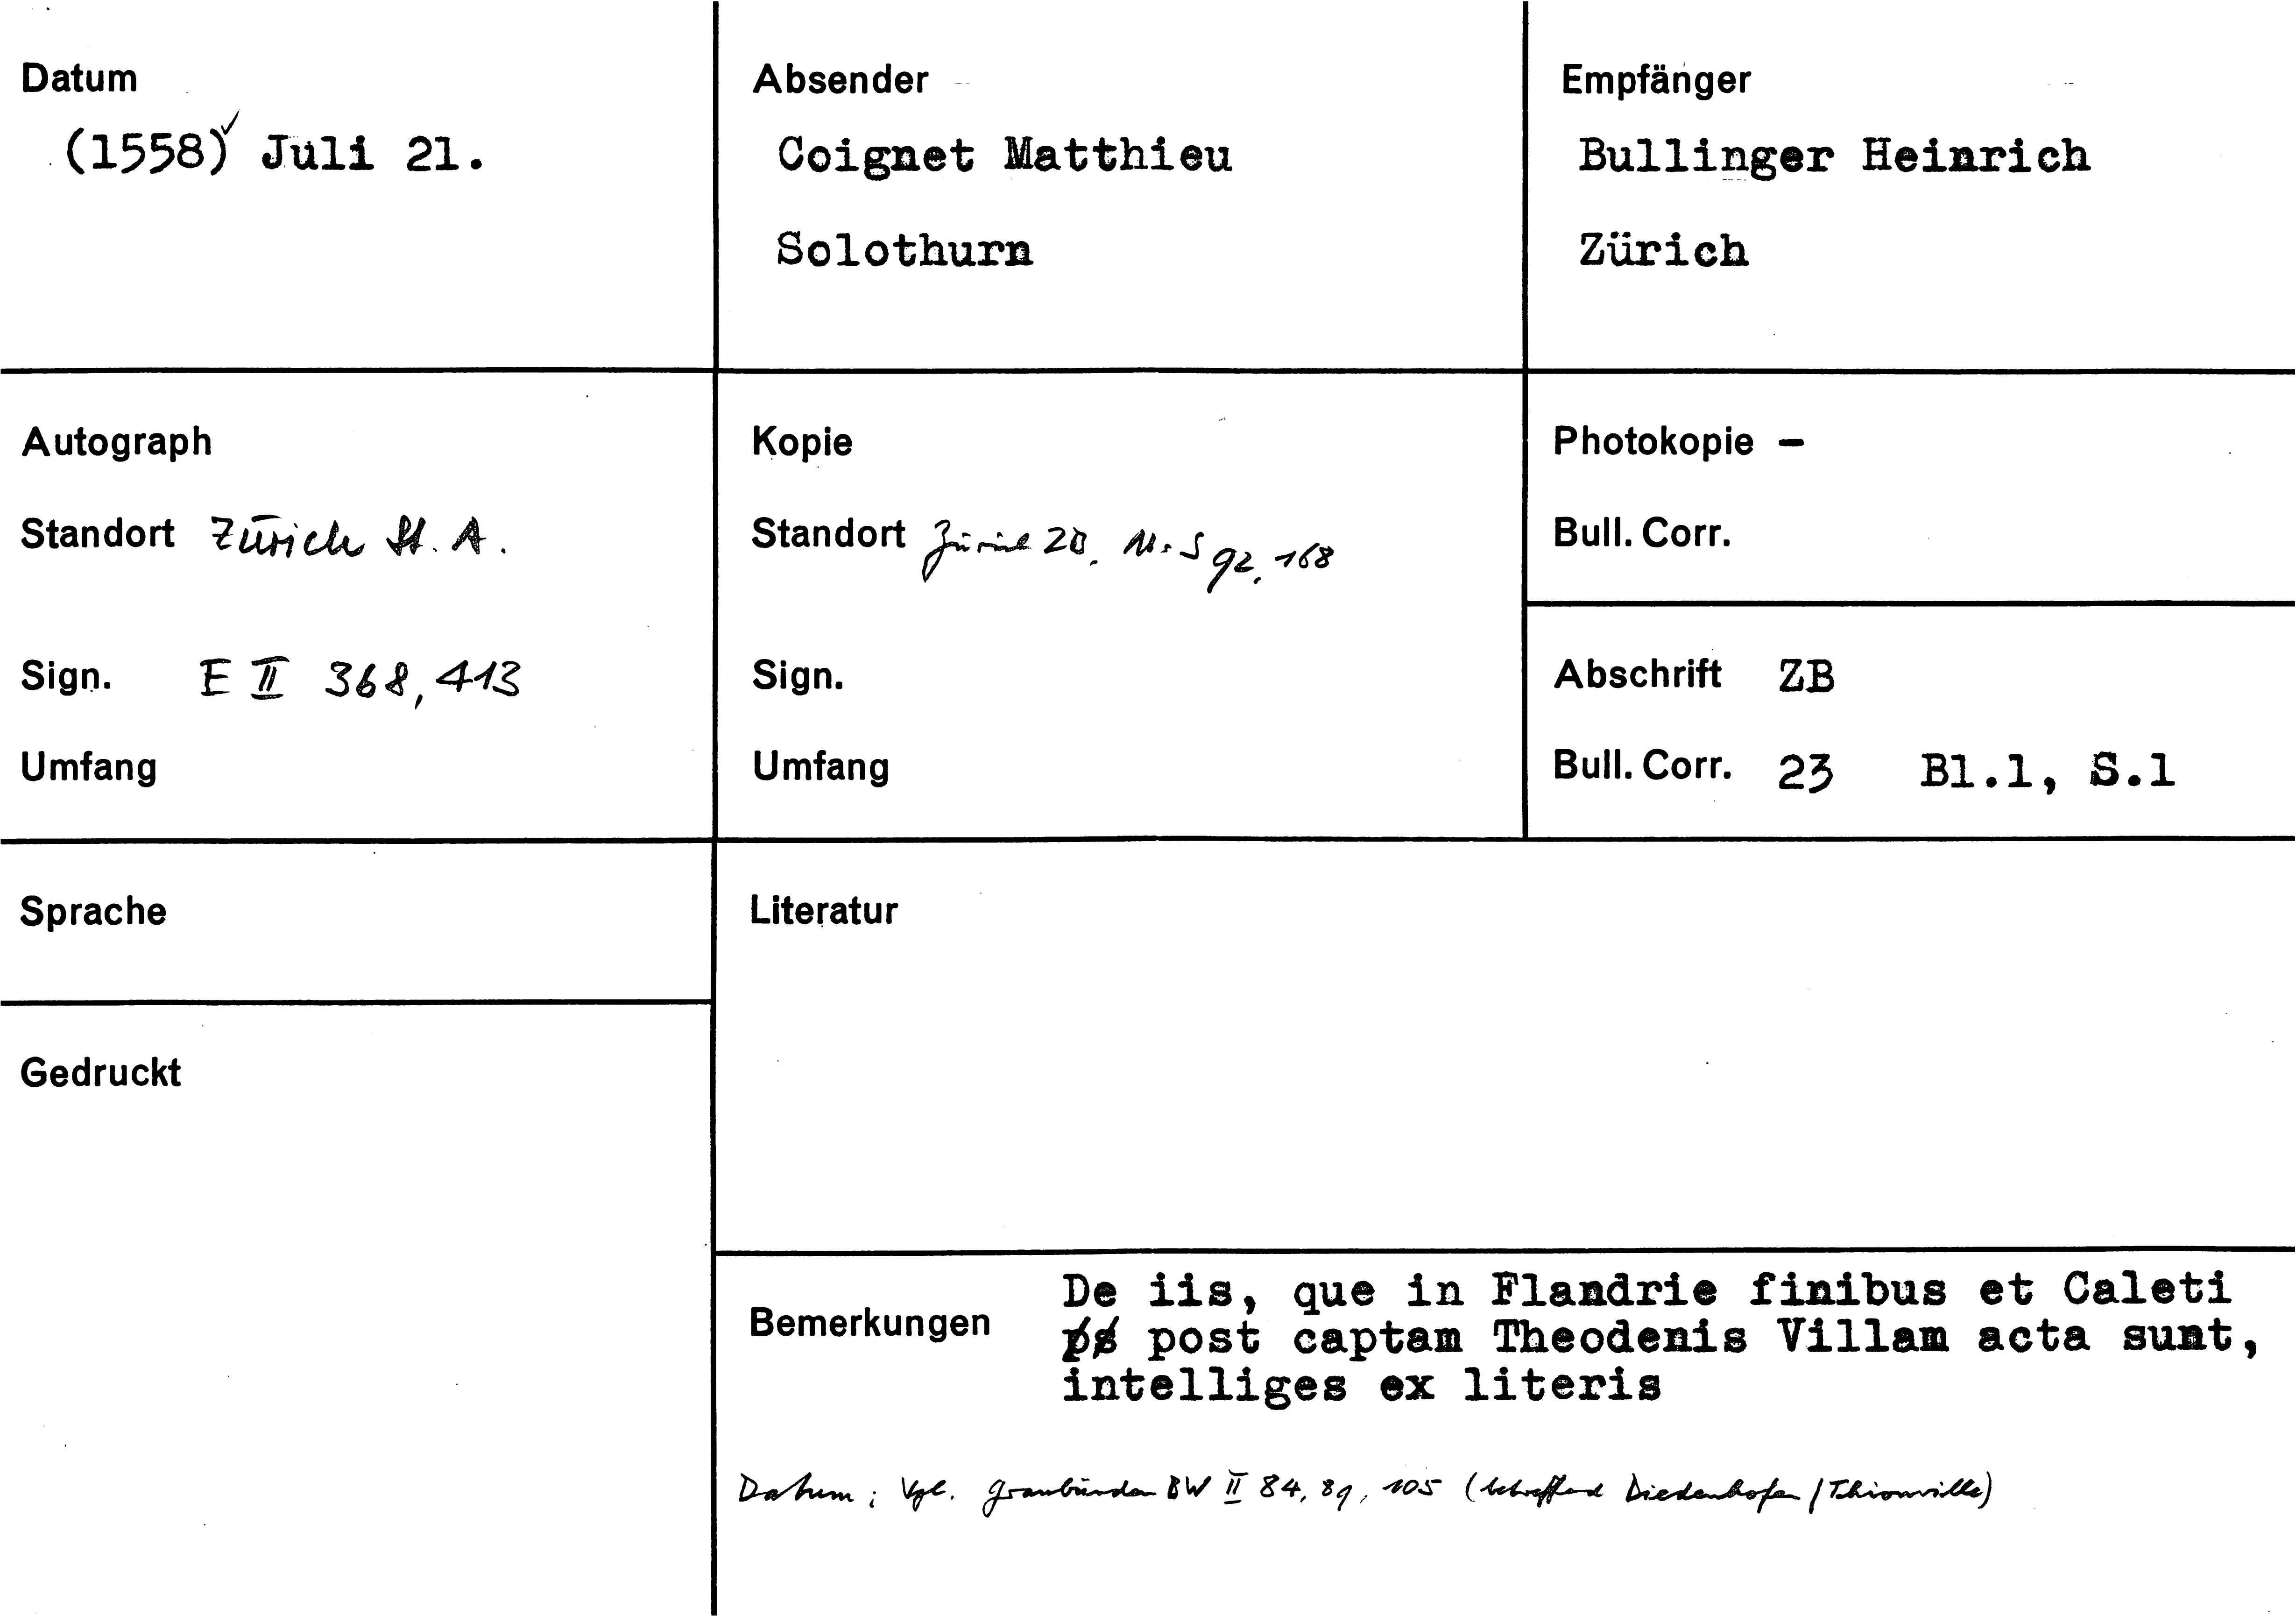 Datum
(1558)✓ Juli 21.
Absender
Coignet Matthieu
Solothurn
Empfänger
Bullinger Heinrich
Zürich
Autograph
Standort Zürich St. A.
Sign. E II 368, 413
Umfang
Kopie
Standort Zürich ZB. Ms S 92, 168
Sign.
Umfang
Photokopie –
Bull. Corr.
Abschrift ZB
Bull. Corr. 23 Bl.1, S.1
Sprache
Gedruckt
Literatur
Bemerkungen
De iis, que in Flandrie finibus et Caleti
post captam Theodenis Villam acta sunt,
intelliges ex literis
Datum: Vgl. Graubünden BW II 84, 89, 105 (betreffend Diedenhofen / Thionville)